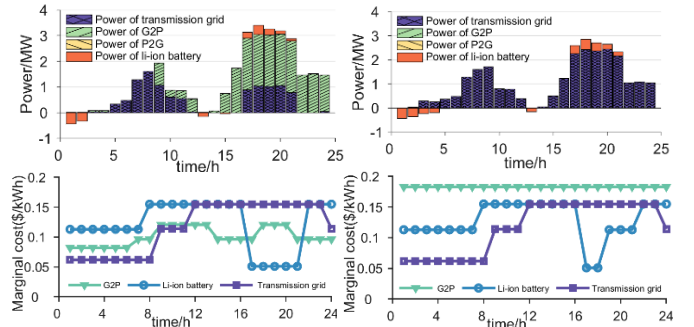 Power of transmission grid
Power of G2P
Power of P2G
Power of li-ion battery
Power/MW
4
3
2
1
0
-1
0 5 10 15 20 25
time/h
Power of transmission grid
Power of G2P
Power of P2G
Power of li-ion battery
Power/MW
4
3
2
1
0
-1
0 5 10 15 20 25
time/h
Marginal cost($/kWh)
0.2
0.15
0.1
0.05
0
G2P Li-ion battery Transmission grid
0 4 8 12 16 20 24
time/h
Marginal cost($/kWh)
0.2
0.15
0.1
0.05
0
G2P Li-ion battery Transmission grid
0 4 8 12 16 20 24
time/h